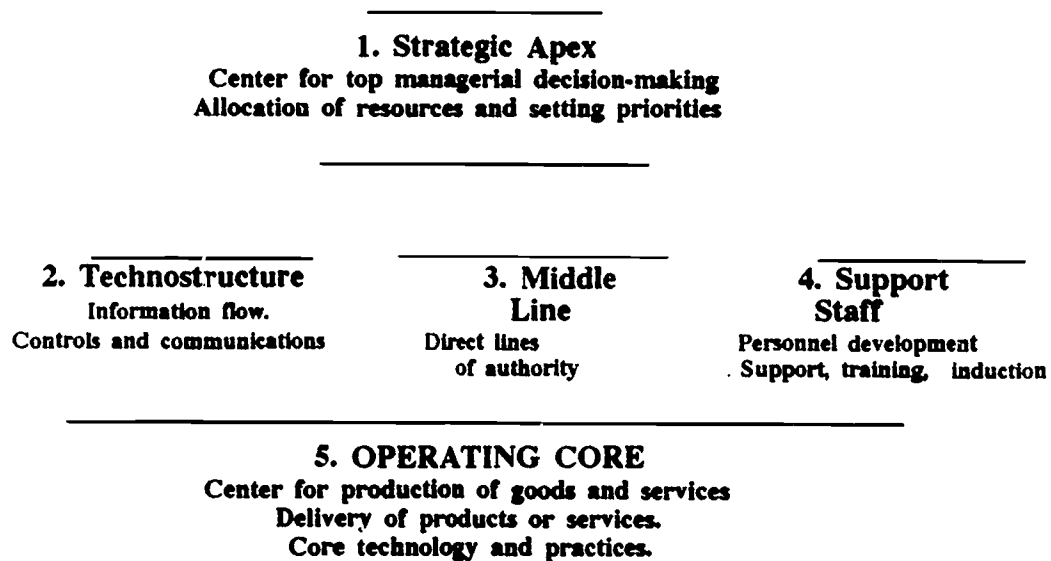 1. Strategic Apex
Center for top managerial decision-making
Allocation of resources and setting priorities
2. Technostructure
Information flow.
Controls and communications
3. Middle
Line
Direct lines
of authority
4. Support
Staff
Personnel development
. Support, training, induction
5. OPERATING CORE
Center for production of goods and services
Delivery of products or services.
Core technology and practices.